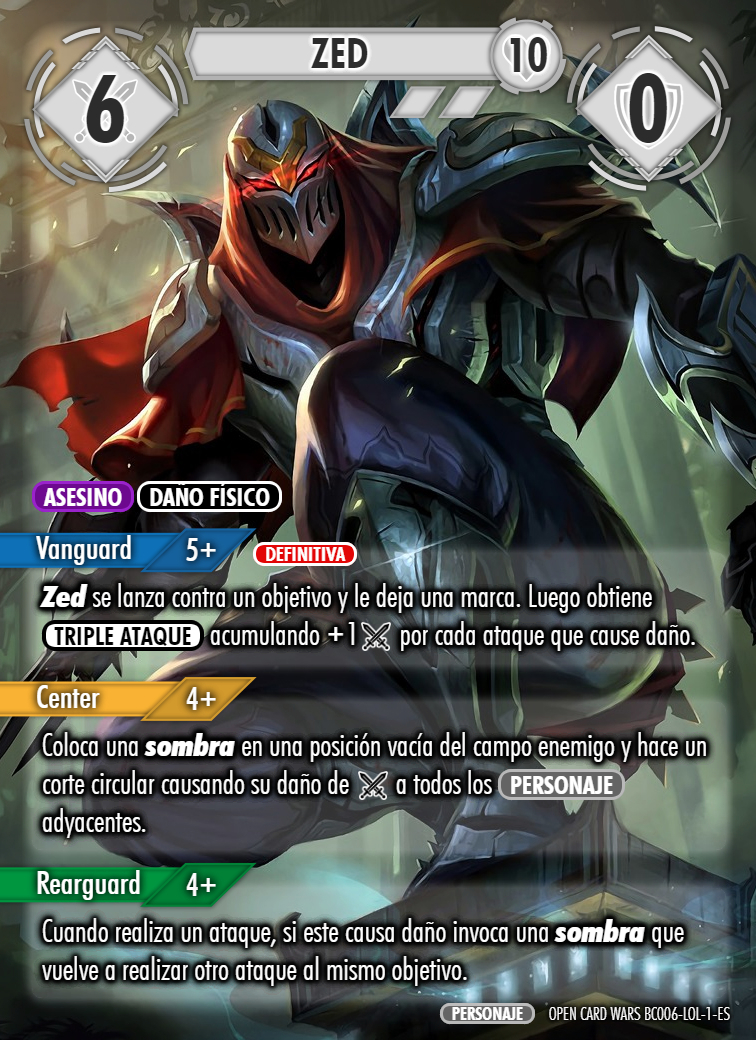 ZED
10
6
0
ASESINO DAÑO FÍSICO
Vanguard 5+ DEFINITIVA
Zed se lanza contra un objetivo y le deja una marca. Luego obtiene
TRIPLE ATAQUE acumulando +1 por cada ataque que cause daño.
Center 4+
Coloca una sombra en una posición vacía del campo enemigo y hace un
corte circular causando su daño de a todos los PERSONAJE
adyacentes.
Rearguard 4+
Cuando realiza un ataque, si este causa daño invoca una sombra que
vuelve a realizar otro ataque al mismo objetivo.
PERSONAJE OPEN CARD WARS BC006-LOL-1-ES